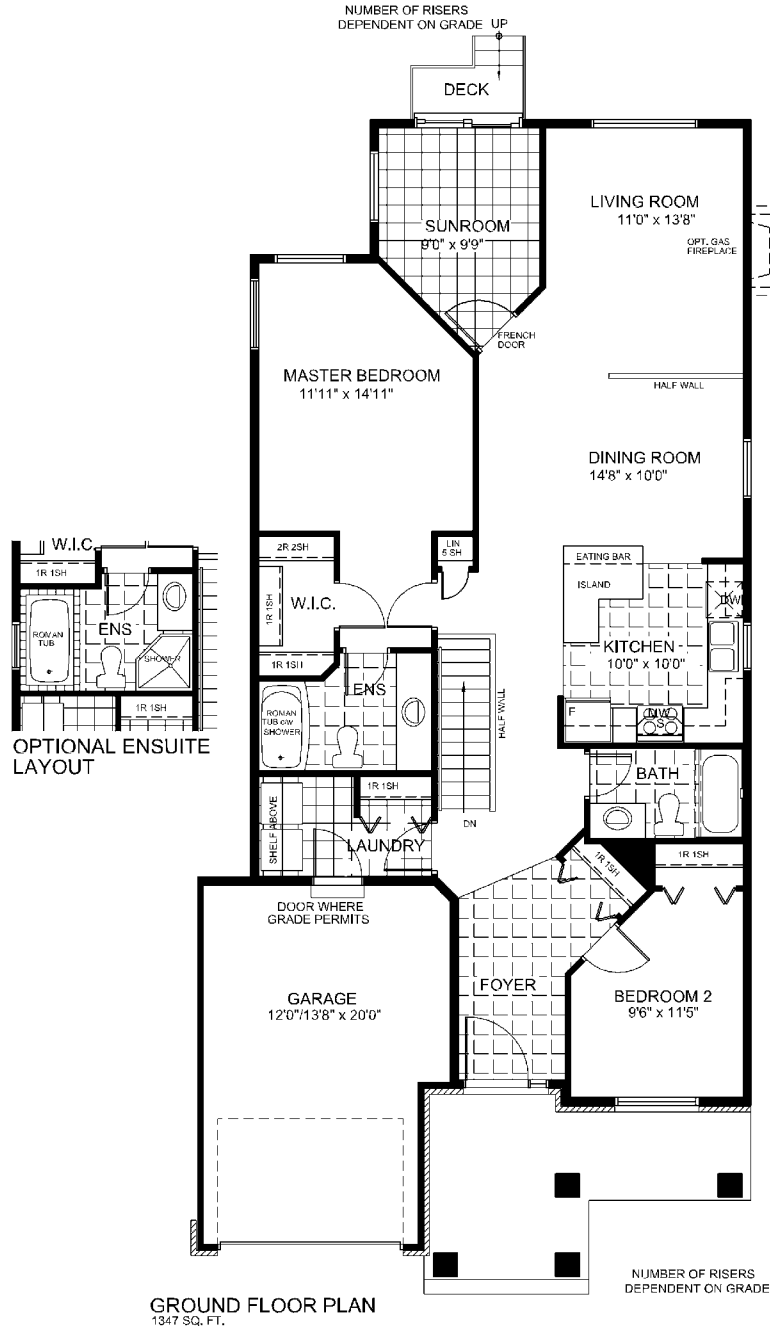 NUMBER OF RISERS
DEPENDENT ON GRADE UP
DECK
SUNROOM
9'0" x 9'9"
LIVING ROOM
11'0" x 13'8"
OPT. GAS
FIREPLACE
FRENCH
DOOR
MASTER BEDROOM
11'11" x 14'11"
HALF WALL
DINING ROOM
14'8" x 10'0"
W.I.C.
1R 1SH
ROMAN
TUB
ENS
SHOWER
1R 1SH
OPTIONAL ENSUITE
LAYOUT
2R 2SH
LIN
5 SH
1R 1SH
W.I.C.
1R 1SH
EATING BAR
ISLAND
DW
KITCHEN
10'0" x 10'0"
F
MW
S
ENS
ROMAN
TUB c/w
SHOWER
HALF WALL
DN
BATH
1R 1SH
SHELF ABOVE
LAUNDRY
1R 1SH
1R 1SH
DOOR WHERE
GRADE PERMITS
GARAGE
12'0"/13'8" x 20'0"
FOYER
BEDROOM 2
9'6" x 11'5"
NUMBER OF RISERS
DEPENDENT ON GRADE
GROUND FLOOR PLAN
1347 SQ. FT.